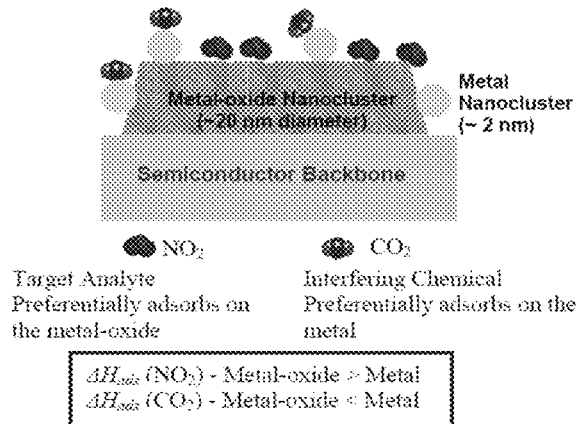 Metal-oxide Nanocluster
(~20 nm diameter)
Metal
Nanocluster
(~ 2 nm)
Semiconductor Backbone
NO₂
CO₂
Target Analyte
Preferentially adsorbs on
the metal-oxide
Interfering Chemical
Preferentially adsorbs on the
metal
ΔHads (NO₂) - Metal-oxide > Metal
ΔHads (CO₂) - Metal-oxide < Metal